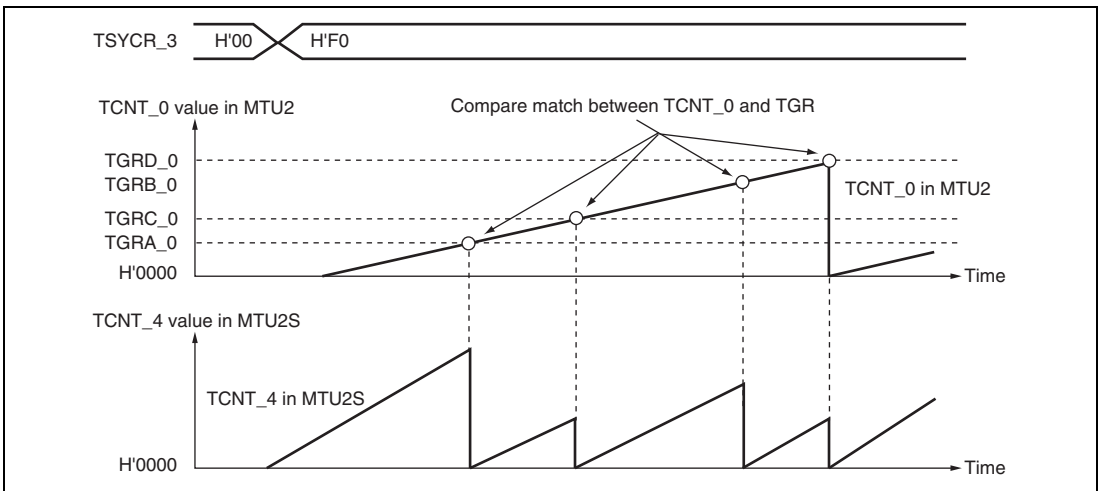 TSYCR_3 H'00 H'F0
TCNT_0 value in MTU2
Compare match between TCNT_0 and TGR
TGRD_0
TGRB_0
TCNT_0 in MTU2
TGRC_0
TGRA_0
H'0000
Time
TCNT_4 value in MTU2S
TCNT_4 in MTU2S
H'0000
Time